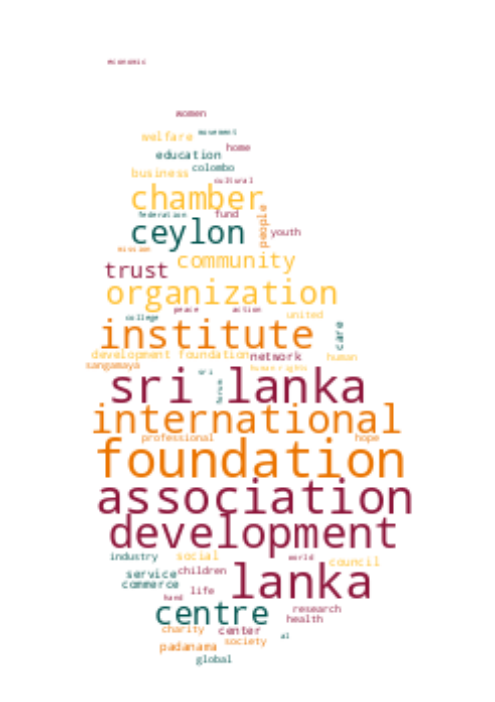 economic
women
welfare movement
education home
colombo
business cultural
chamber
federation fund
ceylon people youth
mission
trust community
organization
peace action
college united
institute care
development foundation network human
sangamaya human rights
sri
sri lanka forum
international
professional hope
foundation
association
development
industry social world council
service children
commerce lanka
life
hand
centre research
health
charity center al
society
padanama
global